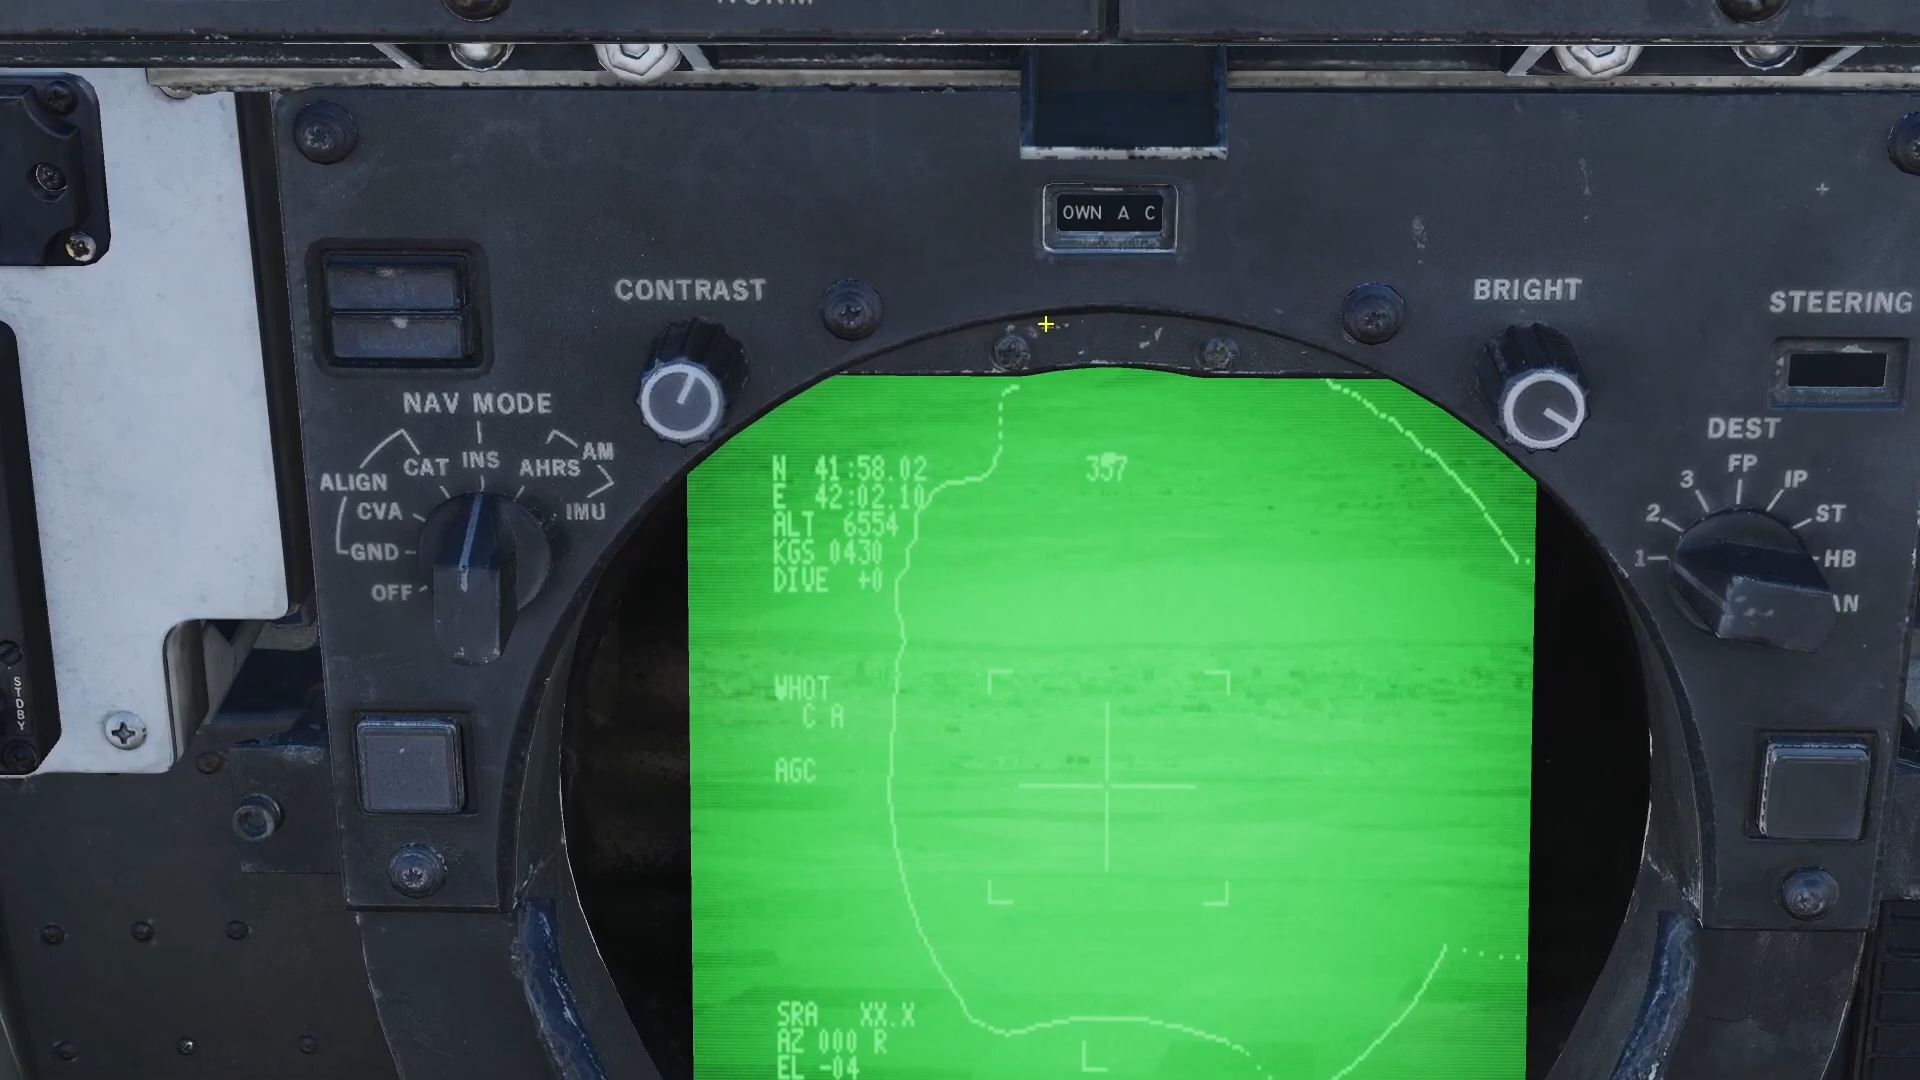 OWN A C
CONTRAST
BRIGHT
STEERING
NAV MODE
ALIGN
CAT
INS
AHRS
AM
CVA
IMU
GND
OFF
DEST
FP
3
IP
2
ST
1
HB
N 41:58.02
357
E 42:02.10
ALT 6554
KGS 0430
DIVE +0
WHOT
C A
AGC
STDBY
SRA XX.X
AZ 000 R
EL -04